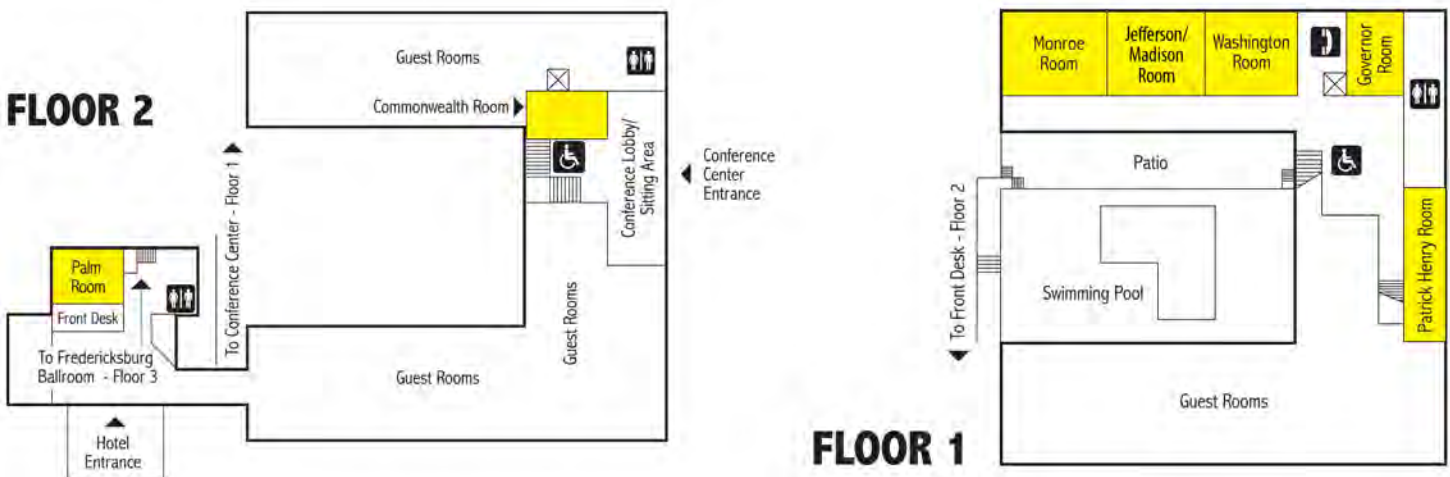 FLOOR 2
Guest Rooms
Commonwealth Room
Conference Lobby/
Sitting Area
Conference
Center
Entrance
To Conference Center - Floor 1
Palm
Room
Front Desk
To Fredericksburg
Ballroom - Floor 3
Hotel
Entrance
Guest Rooms
Guest Rooms
FLOOR 1
Monroe
Room
Jefferson/
Madison
Room
Washington
Room
Governor
Room
Patio
To Front Desk - Floor 2
Swimming Pool
Patrick Henry Room
Guest Rooms